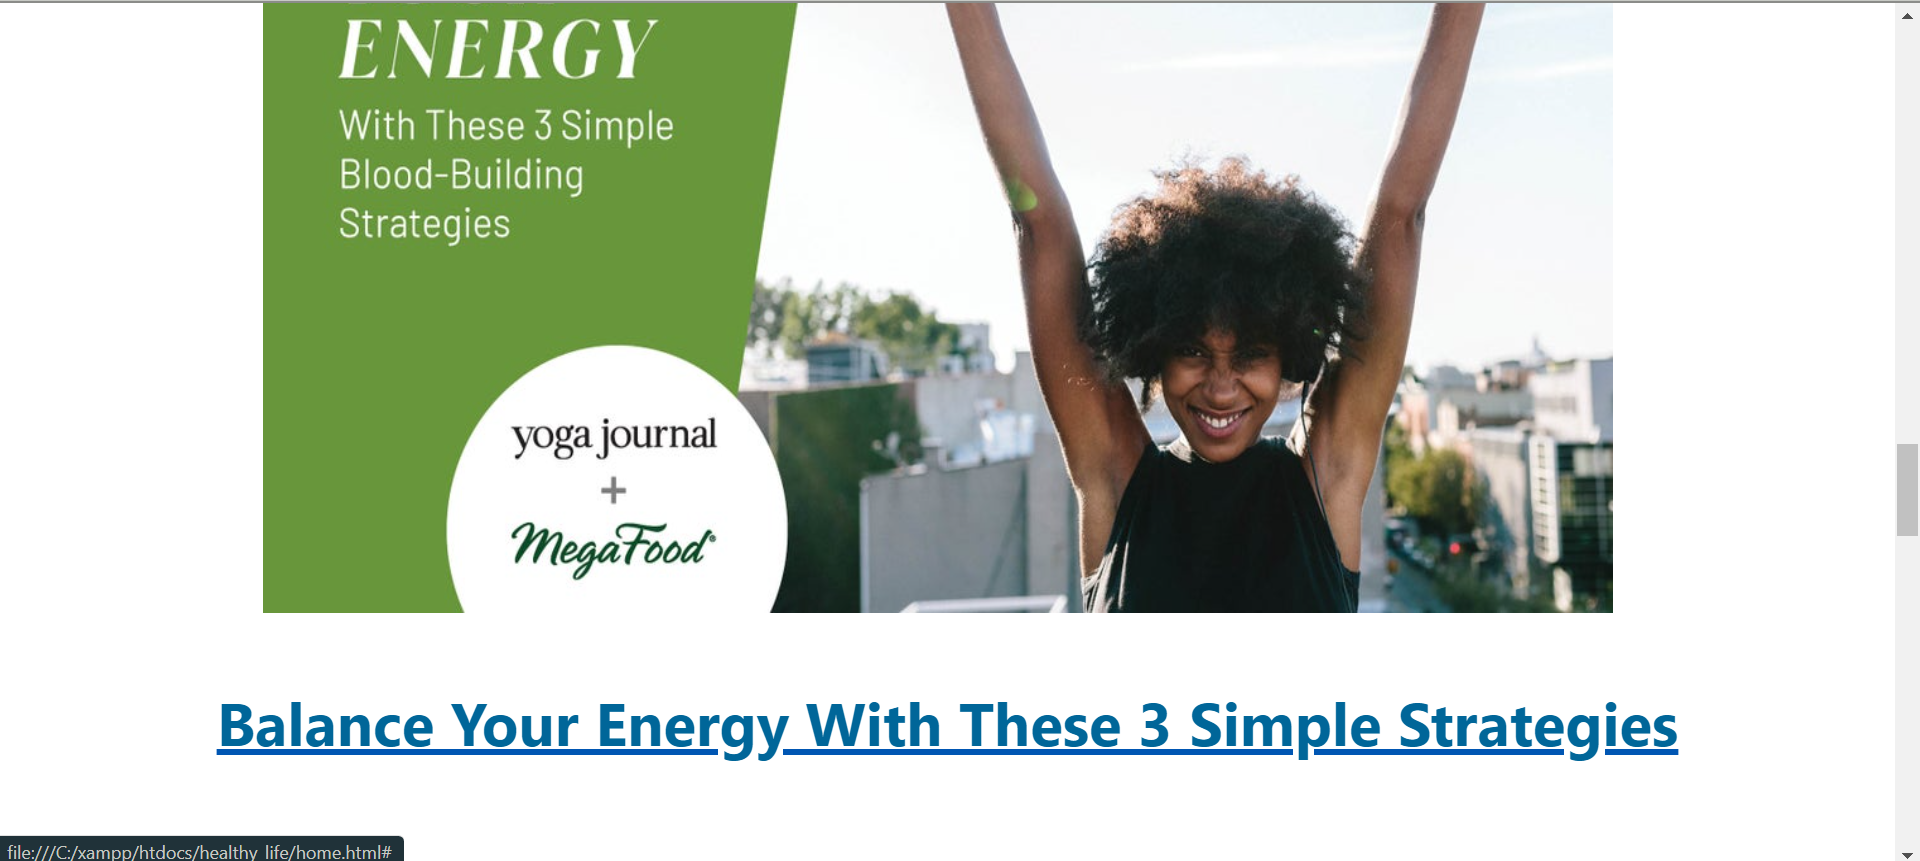 ENERGY
With These 3 Simple
Blood-Building
Strategies
yoga journal
+
MegaFood®
Balance Your Energy With These 3 Simple Strategies
file:///C:/xampp/htdocs/healthy_life/home.html#